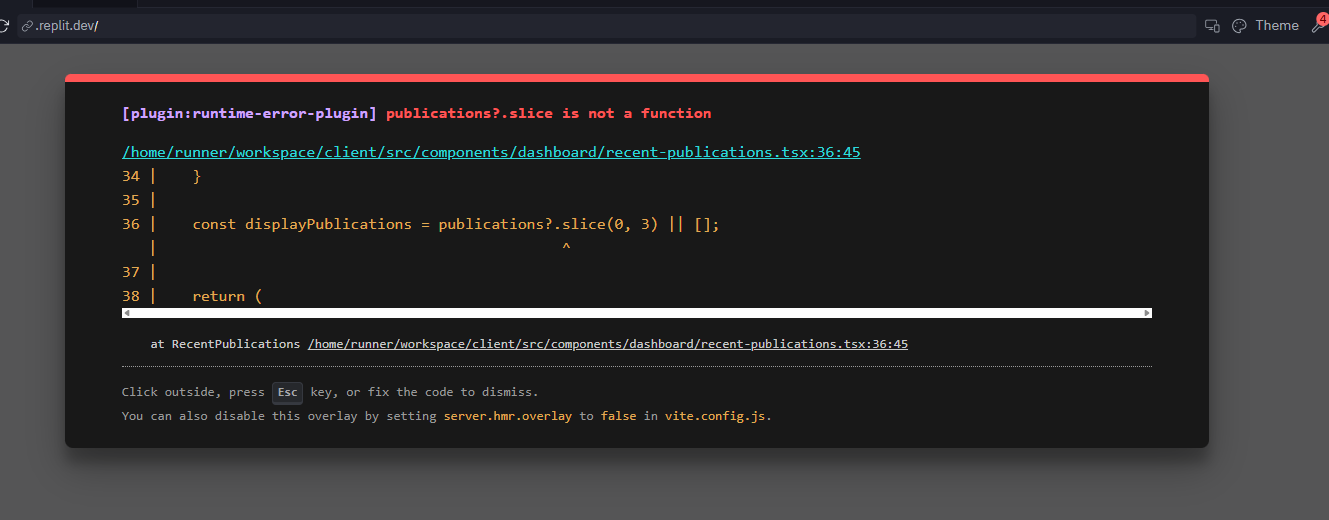 .replit.dev/
Theme
4
[plugin:runtime-error-plugin] publications?.slice is not a function
/home/runner/workspace/client/src/components/dashboard/recent-publications.tsx:36:45
34 |    }
35 |
36 |    const displayPublications = publications?.slice(0, 3) || [];
   |                                              ^
37 |
38 |    return (
at RecentPublications /home/runner/workspace/client/src/components/dashboard/recent-publications.tsx:36:45
Click outside, press Esc key, or fix the code to dismiss.
You can also disable this overlay by setting server.hmr.overlay to false in vite.config.js.